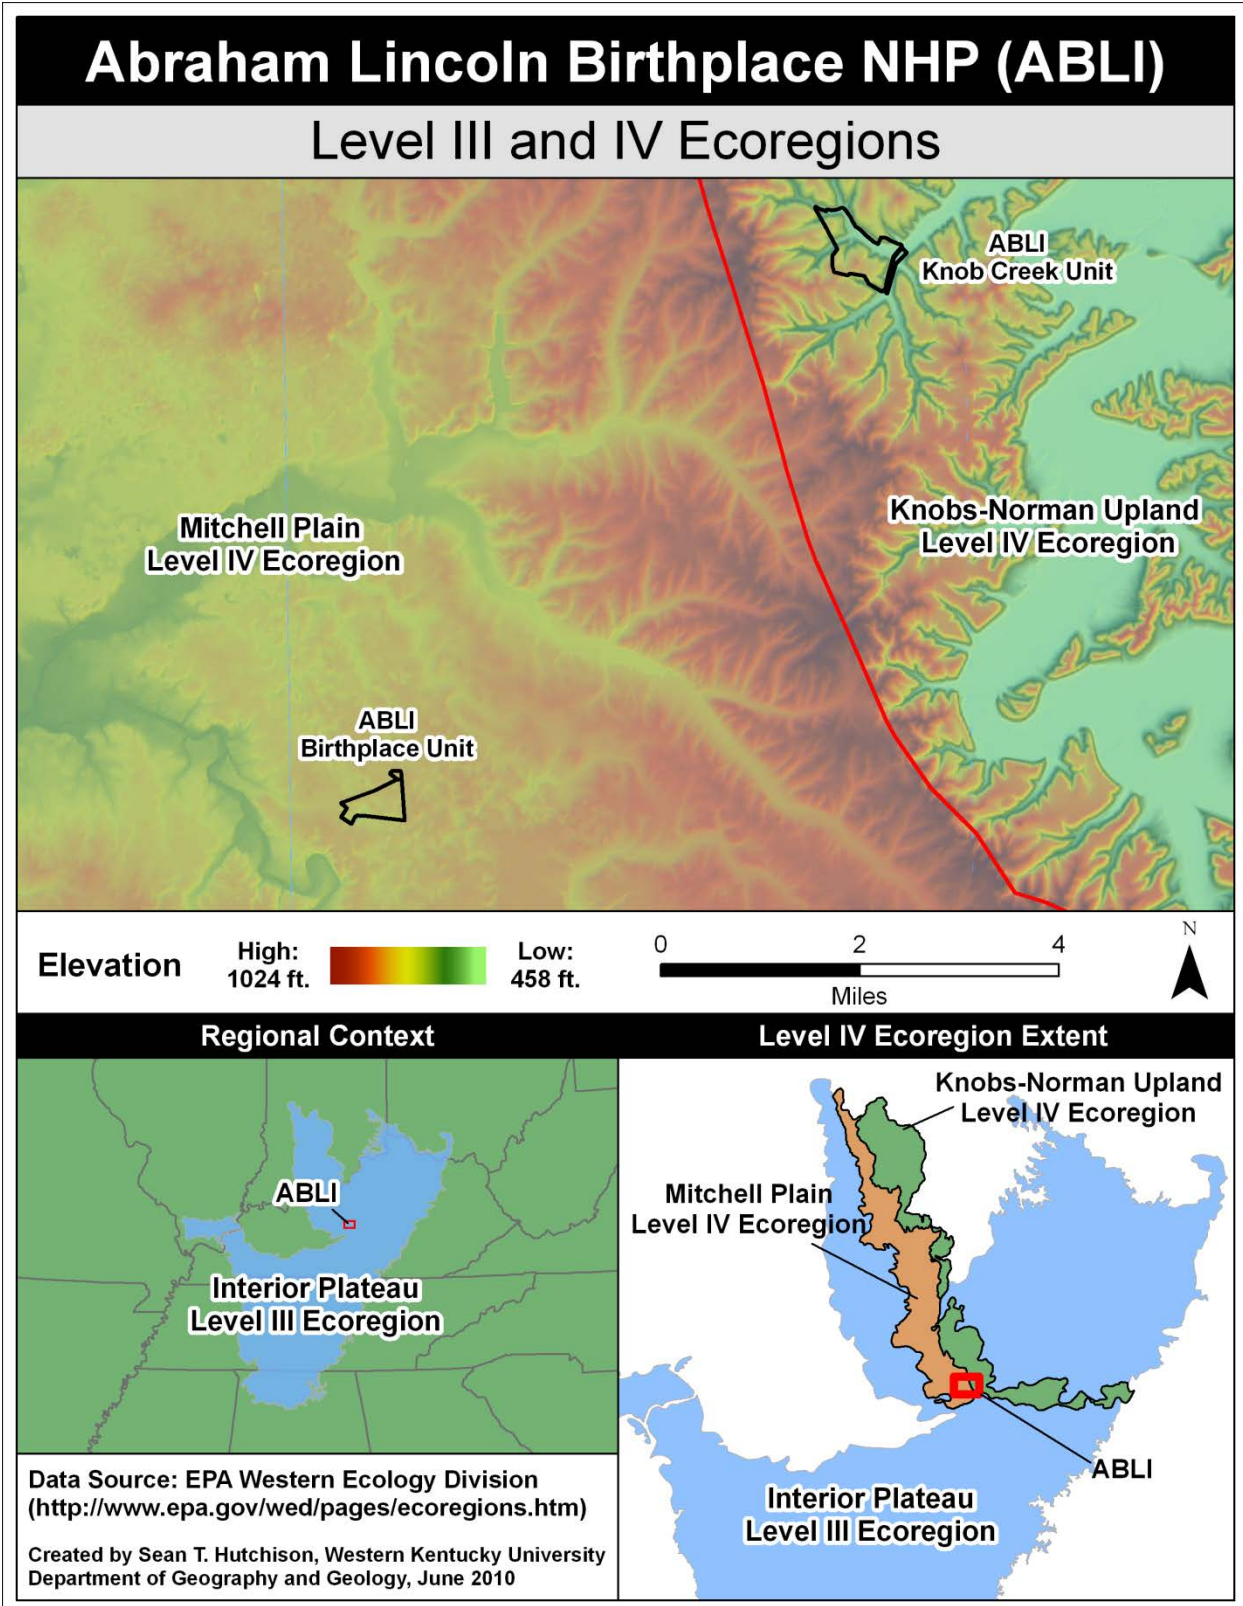 Abraham Lincoln Birthplace NHP (ABLI)
Level III and IV Ecoregions
ABLI
Knob Creek Unit
Knobs-Norman Upland
Level IV Ecoregion
Mitchell Plain
Level IV Ecoregion
ABLI
Birthplace Unit
Elevation
High:
1024 ft.
Low:
458 ft.
0 2 4
Miles
N
Regional Context
ABLI
Interior Plateau
Level III Ecoregion
Level IV Ecoregion Extent
Knobs-Norman Upland
Level IV Ecoregion
Mitchell Plain
Level IV Ecoregion
ABLI
Interior Plateau
Level III Ecoregion
Data Source: EPA Western Ecology Division
(http://www.epa.gov/wed/pages/ecoregions.htm)
Created by Sean T. Hutchison, Western Kentucky University
Department of Geography and Geology, June 2010